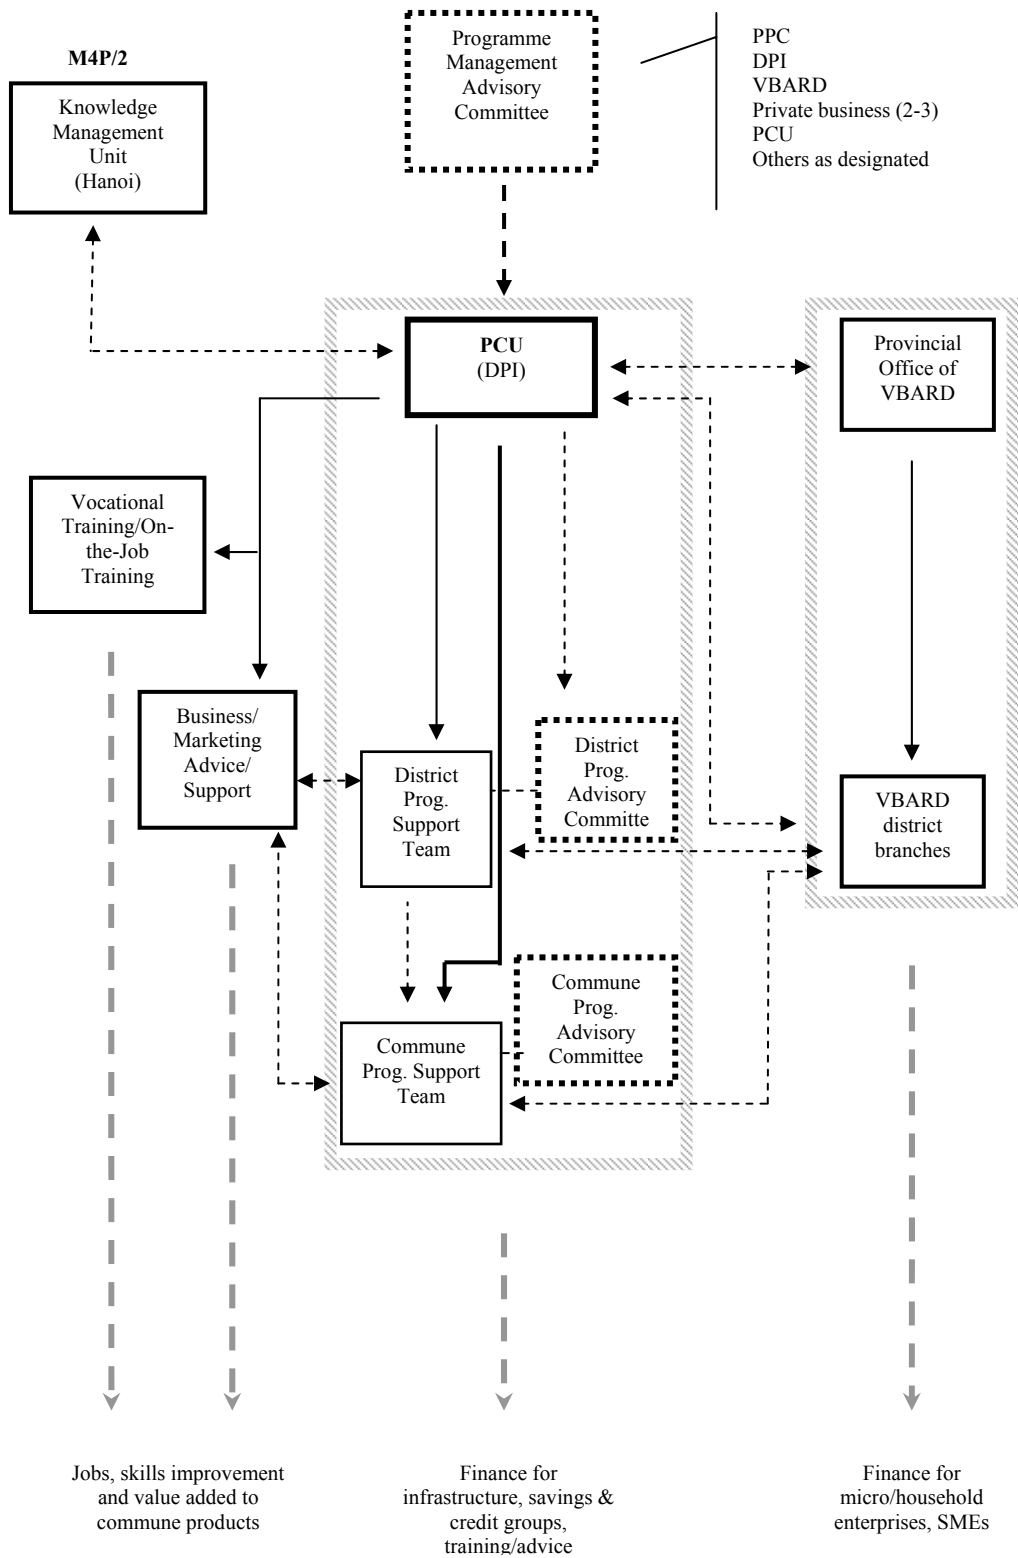 Programme
Management
Advisory
Committee
PPC
DPI
VBARD
Private business (2-3)
PCU
Others as designated
M4P/2
Knowledge
Management
Unit
(Hanoi)
PCU
(DPI)
Provincial
Office of
VBARD
Vocational
Training/On-
the-Job
Training
Business/
Marketing
Advice/
Support
District
Prog.
Support
Team
District
Prog.
Advisory
Committe
VBARD
district
branches
Commune
Prog. Support
Team
Commune
Prog.
Advisory
Committee
Jobs, skills improvement
and value added to
commune products
Finance for
infrastructure, savings &
credit groups,
training/advice
Finance for
micro/household
enterprises, SMEs